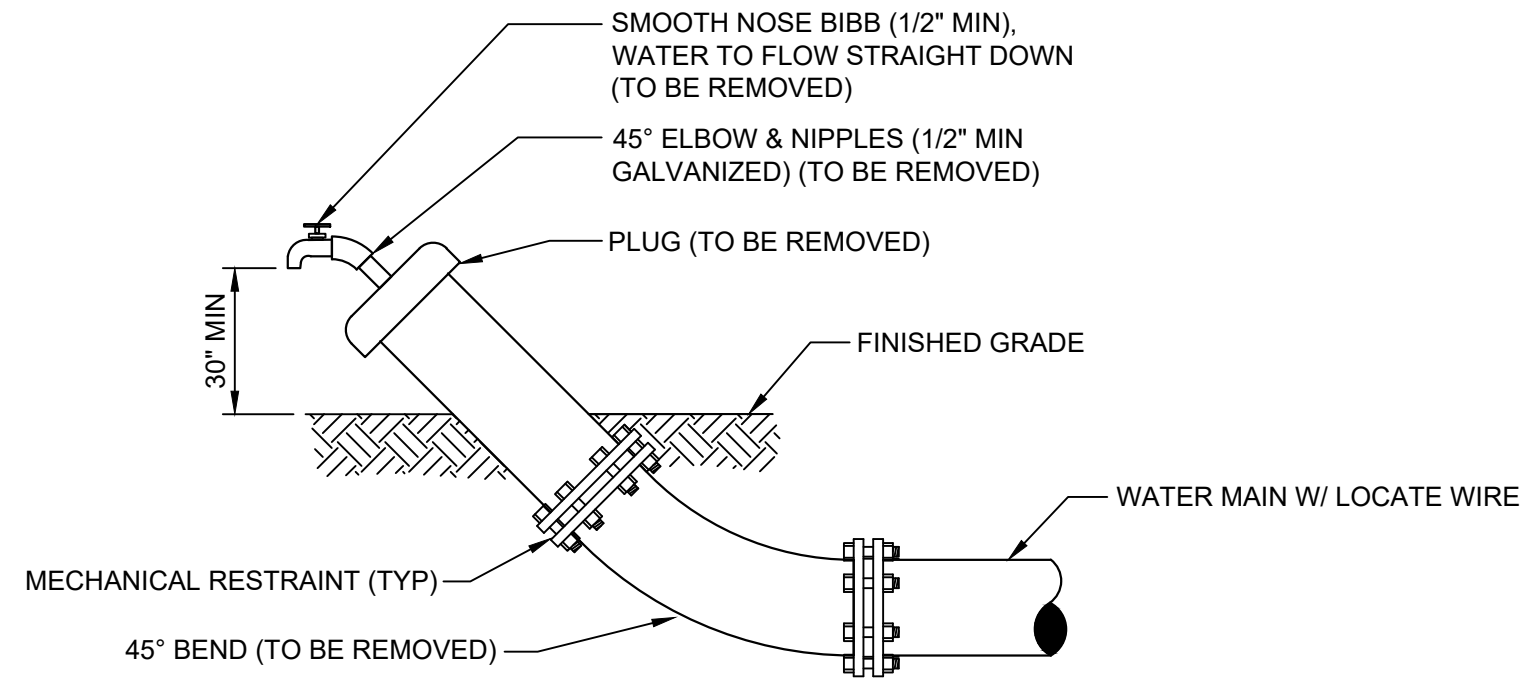 SMOOTH NOSE BIBB (1/2" MIN),
WATER TO FLOW STRAIGHT DOWN
(TO BE REMOVED)
45° ELBOW & NIPPLES (1/2" MIN
GALVANIZED) (TO BE REMOVED)
PLUG (TO BE REMOVED)
30" MIN
FINISHED GRADE
WATER MAIN W/ LOCATE WIRE
MECHANICAL RESTRAINT (TYP)
45° BEND (TO BE REMOVED)